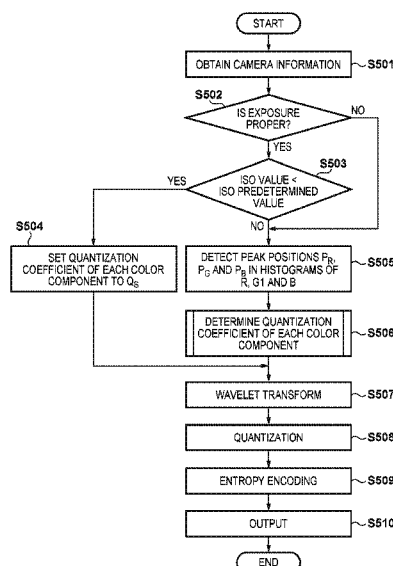 START
OBTAIN CAMERA INFORMATION
S501
S502
IS EXPOSURE
PROPER?
NO
YES
S503
ISO VALUE <
ISO PREDETERMINED
VALUE
YES
NO
S504
SET QUANTIZATION
COEFFICIENT OF EACH COLOR
COMPONENT TO QS
DETECT PEAK POSITIONS PR,
PG AND PB IN HISTOGRAMS OF
R, G1 AND B
S505
DETERMINE QUANTIZATION
COEFFICIENT OF EACH COLOR
COMPONENT
S506
WAVELET TRANSFORM
S507
QUANTIZATION
S508
ENTROPY ENCODING
S509
OUTPUT
S510
END